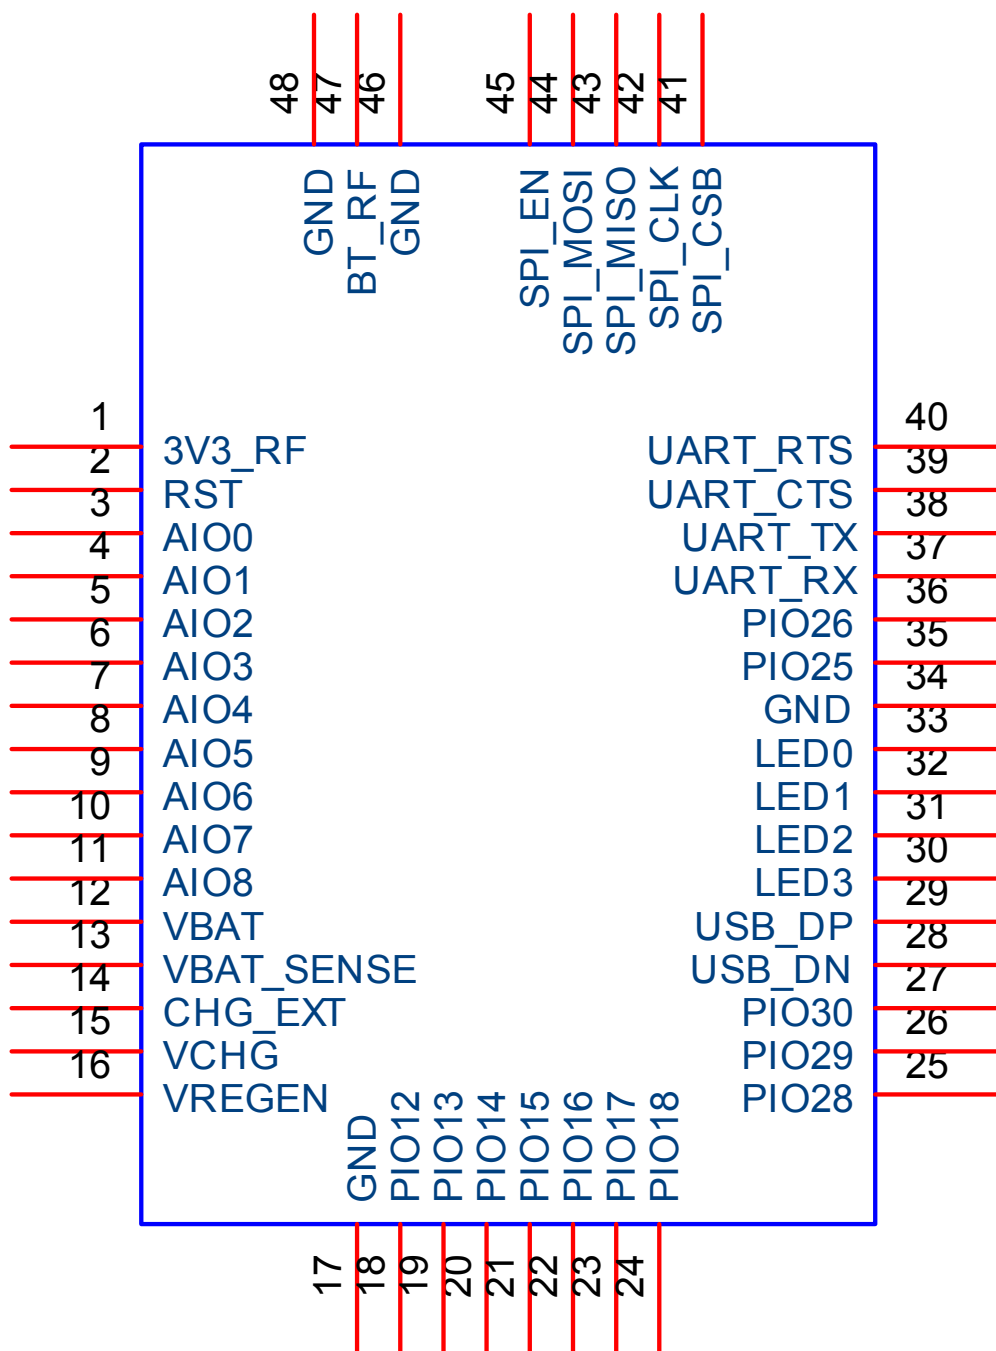 48 47 46 45 44 43 42 41
GND BT_RF GND SPI_EN SPI_MOSI SPI_MISO SPI_CLK SPI_CSB
1 3V3_RF
2 RST
3 AIO0
4 AIO1
5 AIO2
6 AIO3
7 AIO4
8 AIO5
9 AIO6
10 AIO7
11 AIO8
12 VBAT
13 VBAT_SENSE
14 CHG_EXT
15 VCHG
16 VREGEN
UART_RTS 40
UART_CTS 39
UART_TX 38
UART_RX 37
PIO26 36
PIO25 35
GND 34
LED0 33
LED1 32
LED2 31
LED3 30
USB_DP 29
USB_DN 28
PIO30 27
PIO29 26
PIO28 25
GND PIO12 PIO13 PIO14 PIO15 PIO16 PIO17 PIO18
17 18 19 20 21 22 23 24